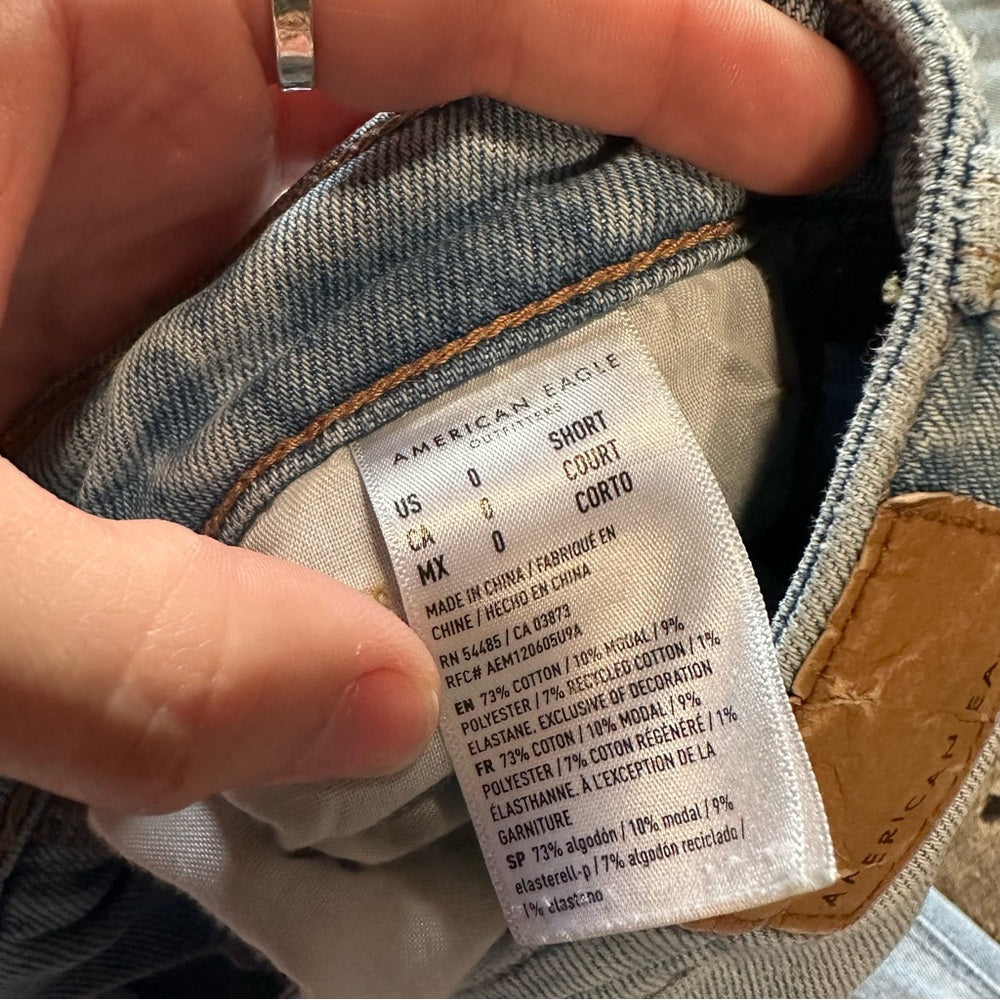 AMERICAN EAGLE
OUTFITTERS
US 0 SHORT
CA 0 COURT
MX 0 CORTO
MADE IN CHINA / FABRIQUÉ EN
CHINE / HECHO EN CHINA
RN 54485 / CA 03873
RFC# AEM120605U9A
EN 73% COTTON / 10% MODAL / 9%
POLYESTER / 7% RECYCLED COTTON / 1%
ELASTANE. EXCLUSIVE OF DECORATION
FR 73% COTON / 10% MODAL / 9%
POLYESTER / 7% COTON RÉGÉNÉRÉ / 1%
ÉLASTHANNE. À L'EXCEPTION DE LA
GARNITURE
SP 73% algodón / 10% modal / 9%
elasterell-p / 7% algodón reciclado /
1% elastano
AMERICAN EA